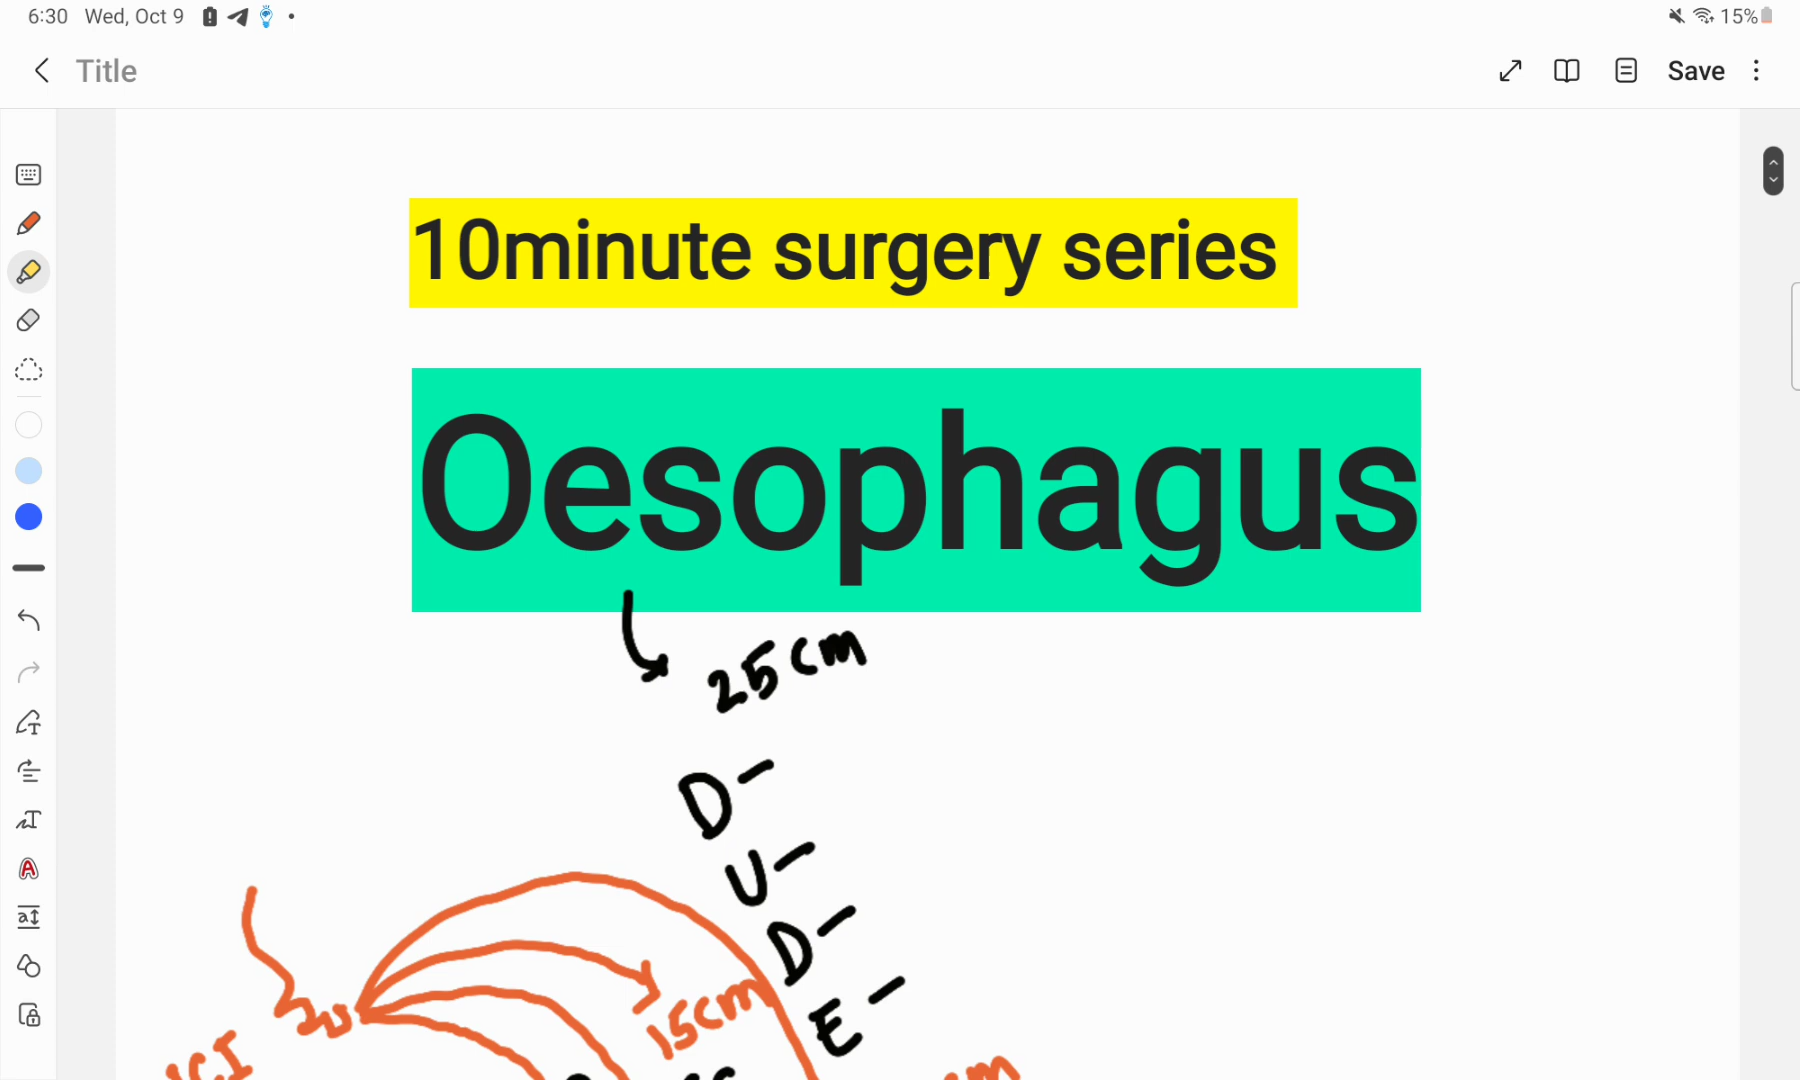 6:30 Wed, Oct 9
15%
Title
Save
10minute surgery series
Oesophagus
25cm
D-
U-
D-
E-
15cm